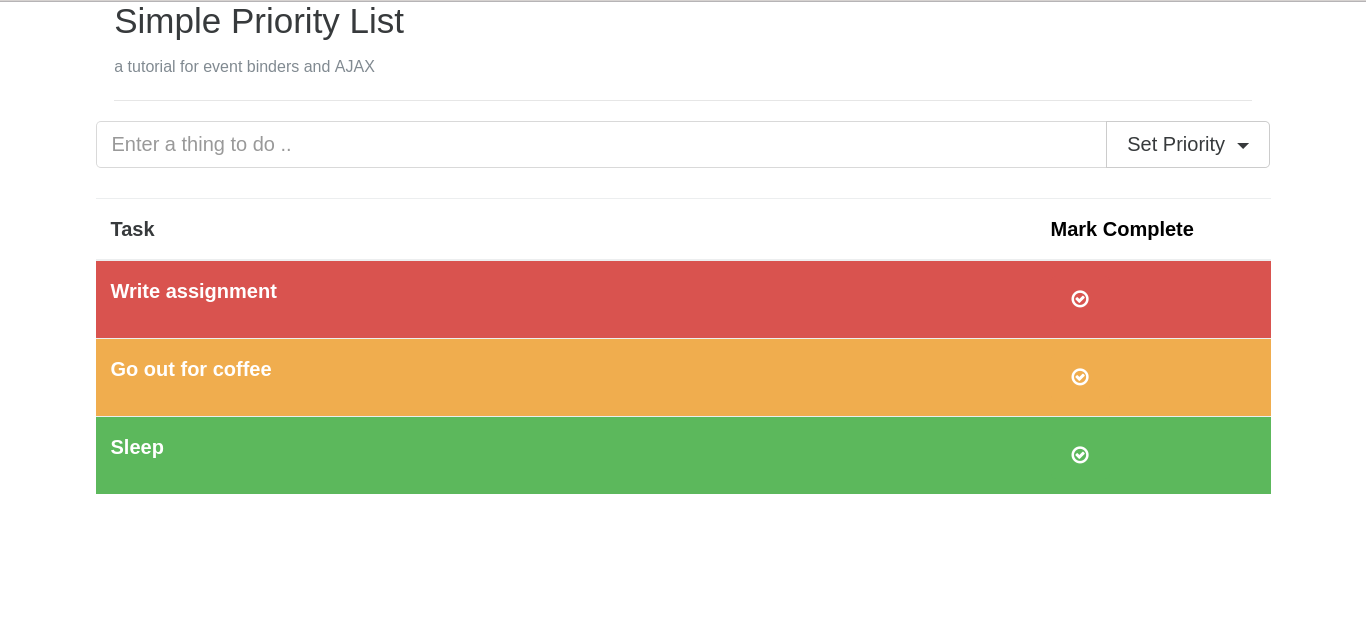 Simple Priority List
a tutorial for event binders and AJAX
Enter a thing to do ..
Set Priority
Task
Mark Complete
Write assignment
Go out for coffee
Sleep